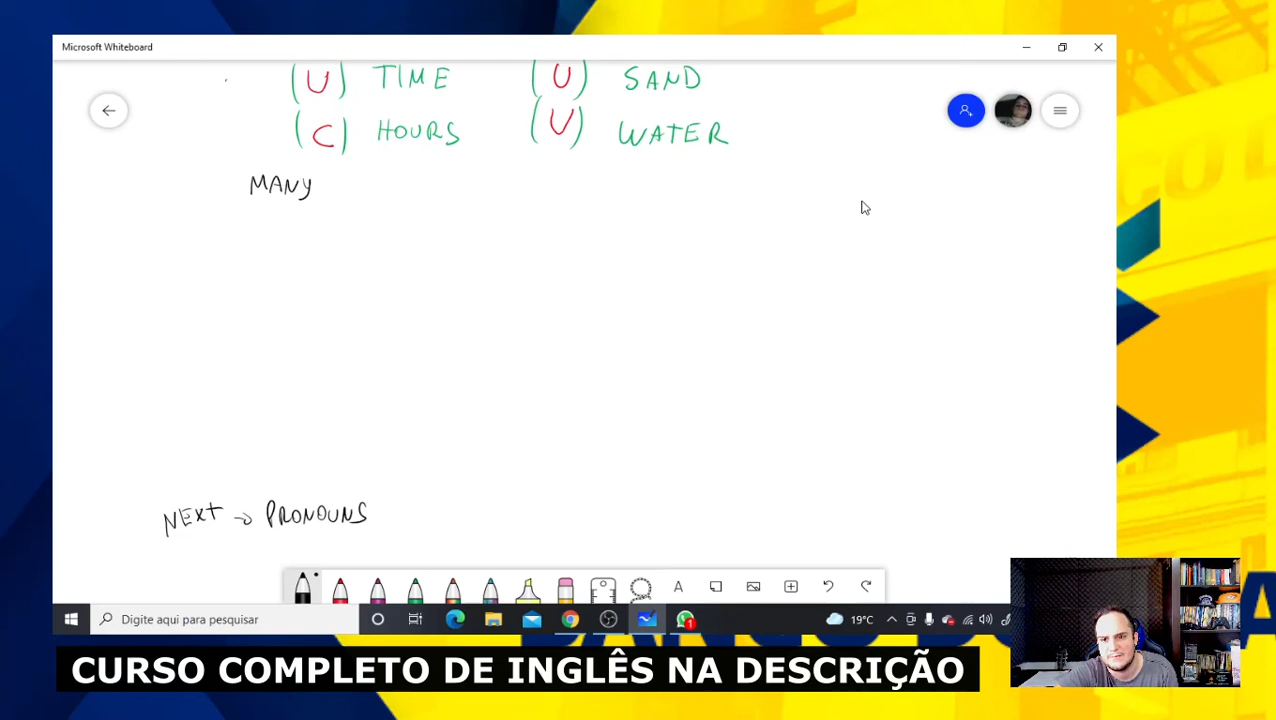 Microsoft Whiteboard
(U) TIME (U) SAND
(C) HOURS (U) WATER
MANY
NEXT → PRONOUNS
A
Digite aqui para pesquisar
1
19°C
CURSO COMPLETO DE INGLÊS NA DESCRIÇÃO